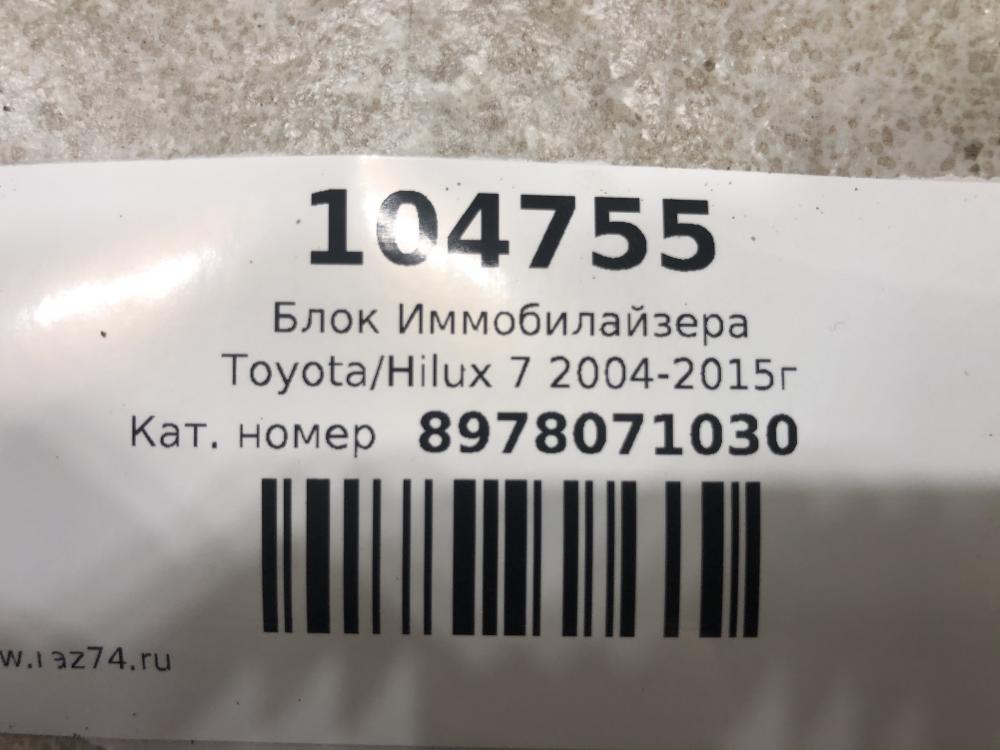 104755
Блок Иммобилайзера
Toyota/Hilux 7 2004-2015г
Кат. номер 8978071030